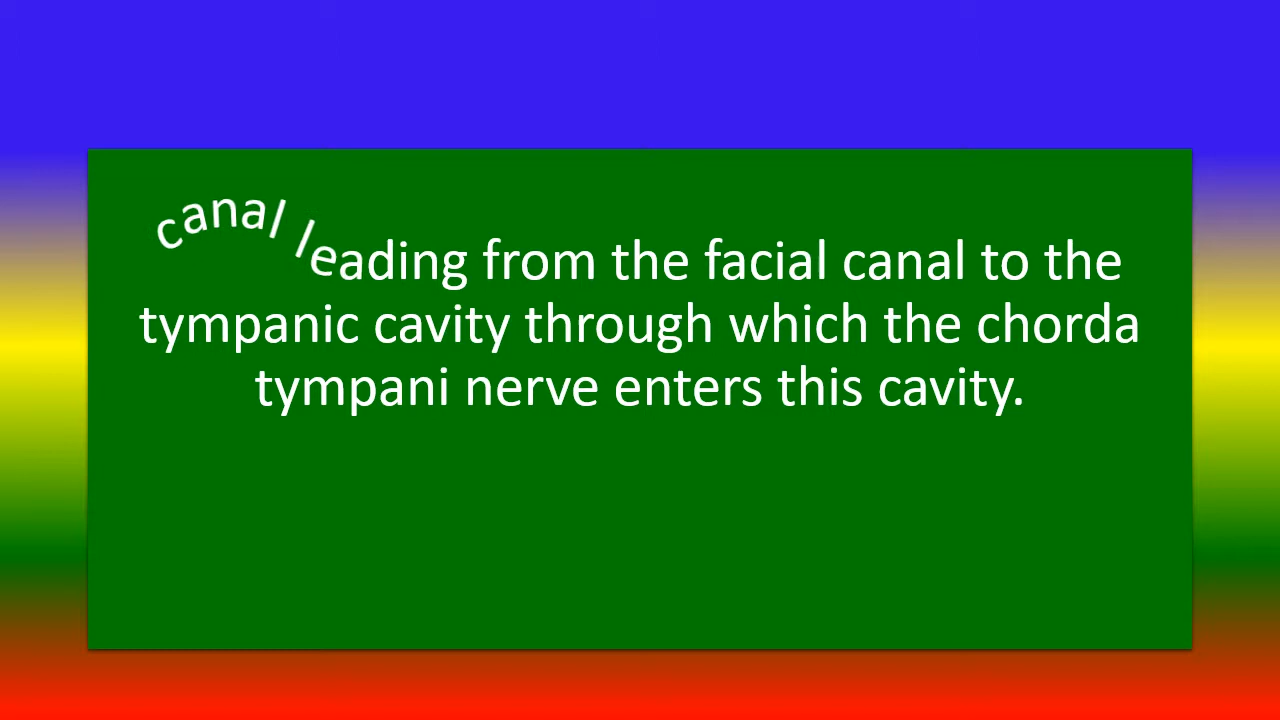 canal leading from the facial canal to the
tympanic cavity through which the chorda
tympani nerve enters this cavity.